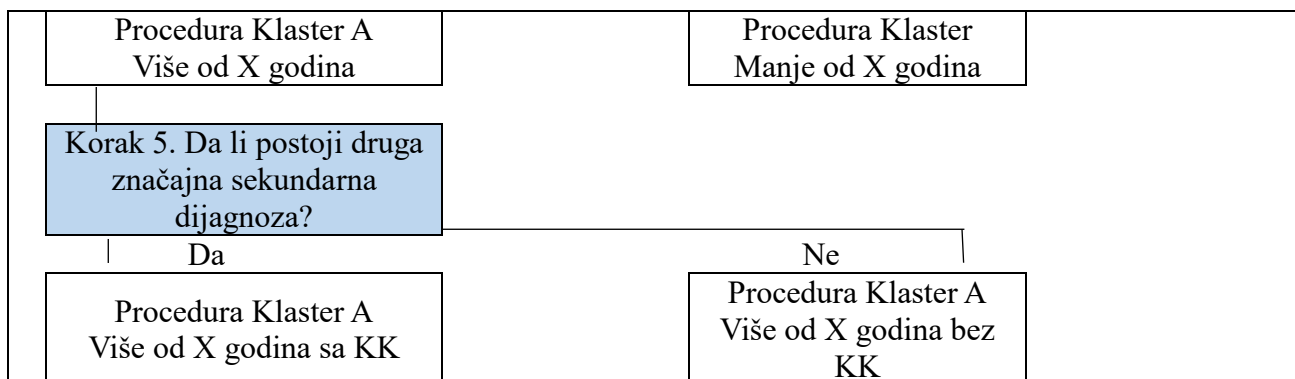 Procedura Klaster A
Više od X godina
Procedura Klaster
Manje od X godina
Korak 5. Da li postoji druga
značajna sekundarna
dijagnoza?
Da
Ne
Procedura Klaster A
Više od X godina sa KK
Procedura Klaster A
Više od X godina bez
KK